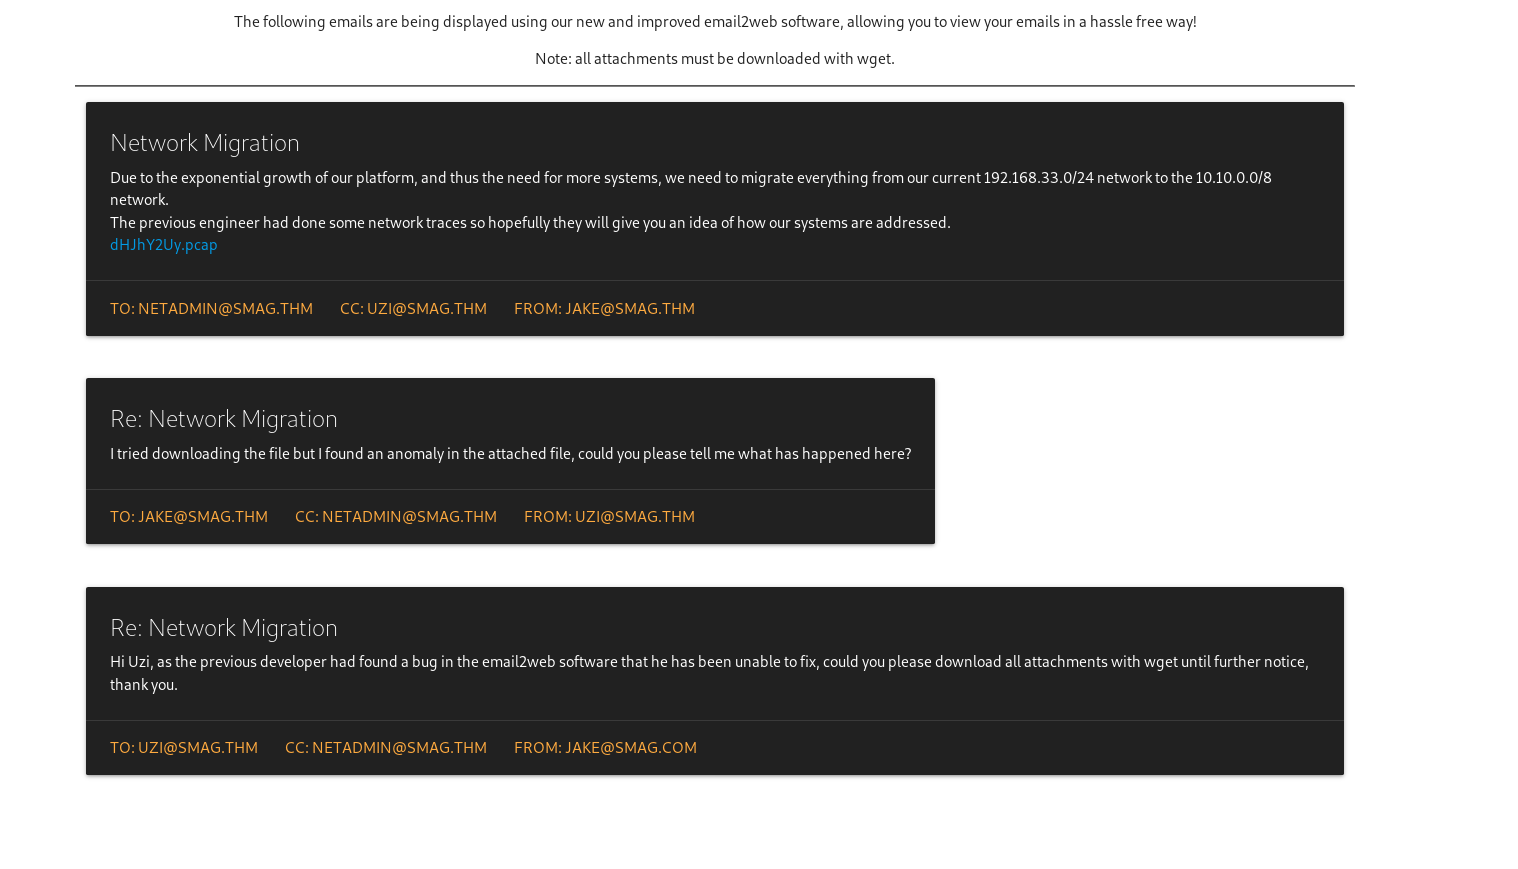 The following emails are being displayed using our new and improved email2web software, allowing you to view your emails in a hassle free way!
Note: all attachments must be downloaded with wget.
Network Migration
Due to the exponential growth of our platform, and thus the need for more systems, we need to migrate everything from our current 192.168.33.0/24 network to the 10.10.0.0/8
network.
The previous engineer had done some network traces so hopefully they will give you an idea of how our systems are addressed.
dHJhY2Uy.pcap
TO: NETADMIN@SMAG.THM CC: UZI@SMAG.THM FROM: JAKE@SMAG.THM
Re: Network Migration
I tried downloading the file but I found an anomaly in the attached file, could you please tell me what has happened here?
TO: JAKE@SMAG.THM CC: NETADMIN@SMAG.THM FROM: UZI@SMAG.THM
Re: Network Migration
Hi Uzi, as the previous developer had found a bug in the email2web software that he has been unable to fix, could you please download all attachments with wget until further notice,
thank you.
TO: UZI@SMAG.THM CC: NETADMIN@SMAG.THM FROM: JAKE@SMAG.COM